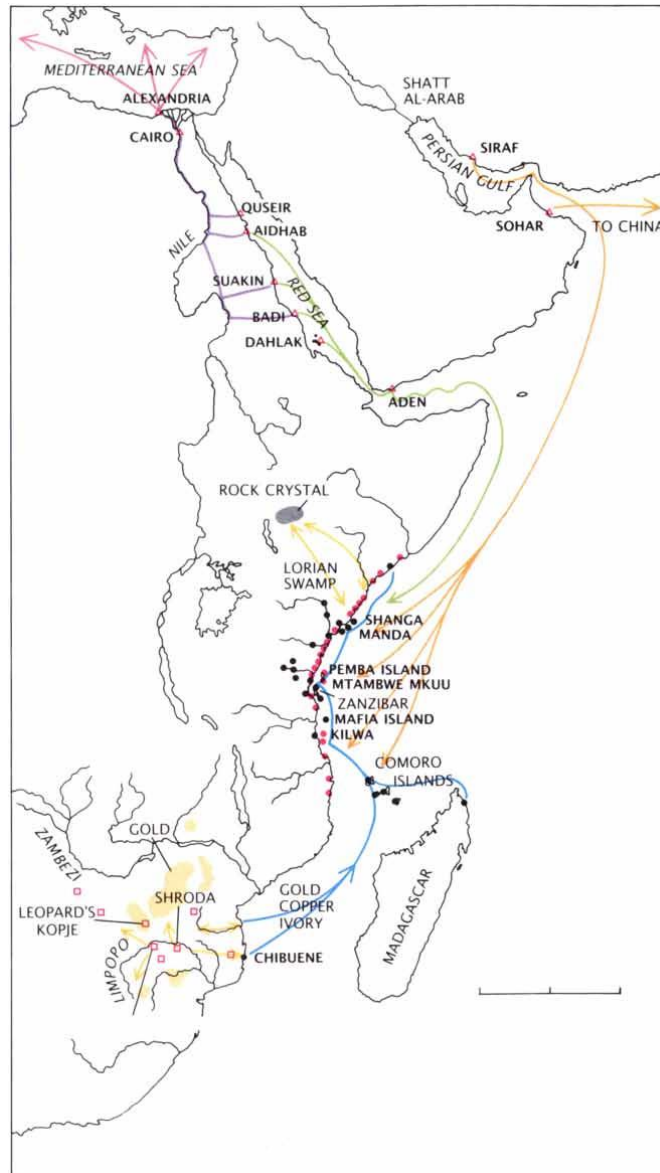 MEDITERRANEAN SEA
ALEXANDRIA
CAIRO
SHATT
AL-ARAB
PERSIAN GULF
SIRAF
SOHAR
TO CHINA
QUSEIR
AIDHAB
NILE
SUAKIN
RED SEA
BADI
DAHLAK
ADEN
ROCK CRYSTAL
LORIAN
SWAMP
SHANGA
MANDA
PEMBA ISLAND
MTAMBWE MKUU
ZANZIBAR
MAFIA ISLAND
KILWA
COMORO
ISLANDS
ZAMBEZI
GOLD
SHRODA
LEOPARD'S
KOPJE
GOLD
COPPER
IVORY
LIMPOPO
CHIBUENE
MADAGASCAR